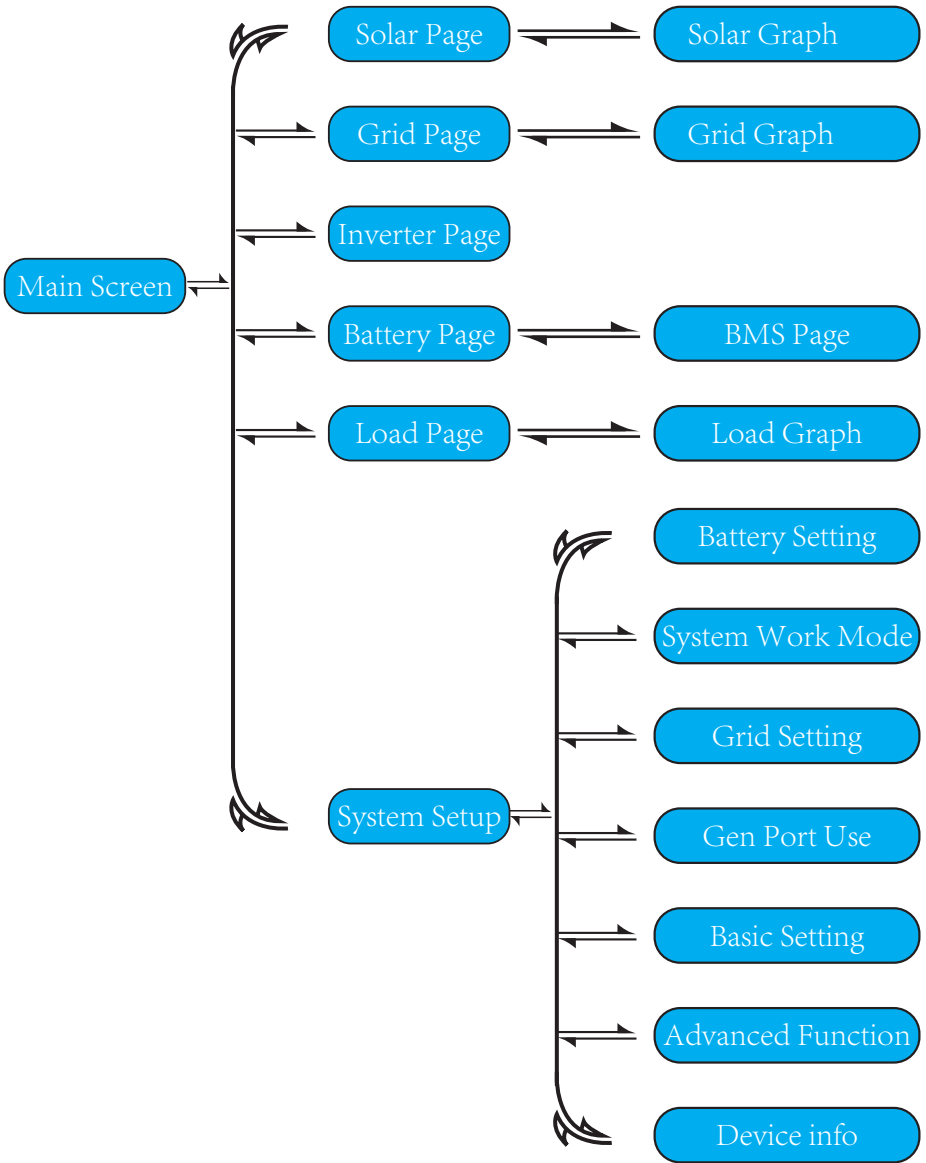 Solar Page
Solar Graph
Grid Page
Grid Graph
Inverter Page
Main Screen
Battery Page
BMS Page
Load Page
Load Graph
Battery Setting
System Work Mode
Grid Setting
System Setup
Gen Port Use
Basic Setting
Advanced Function
Device info